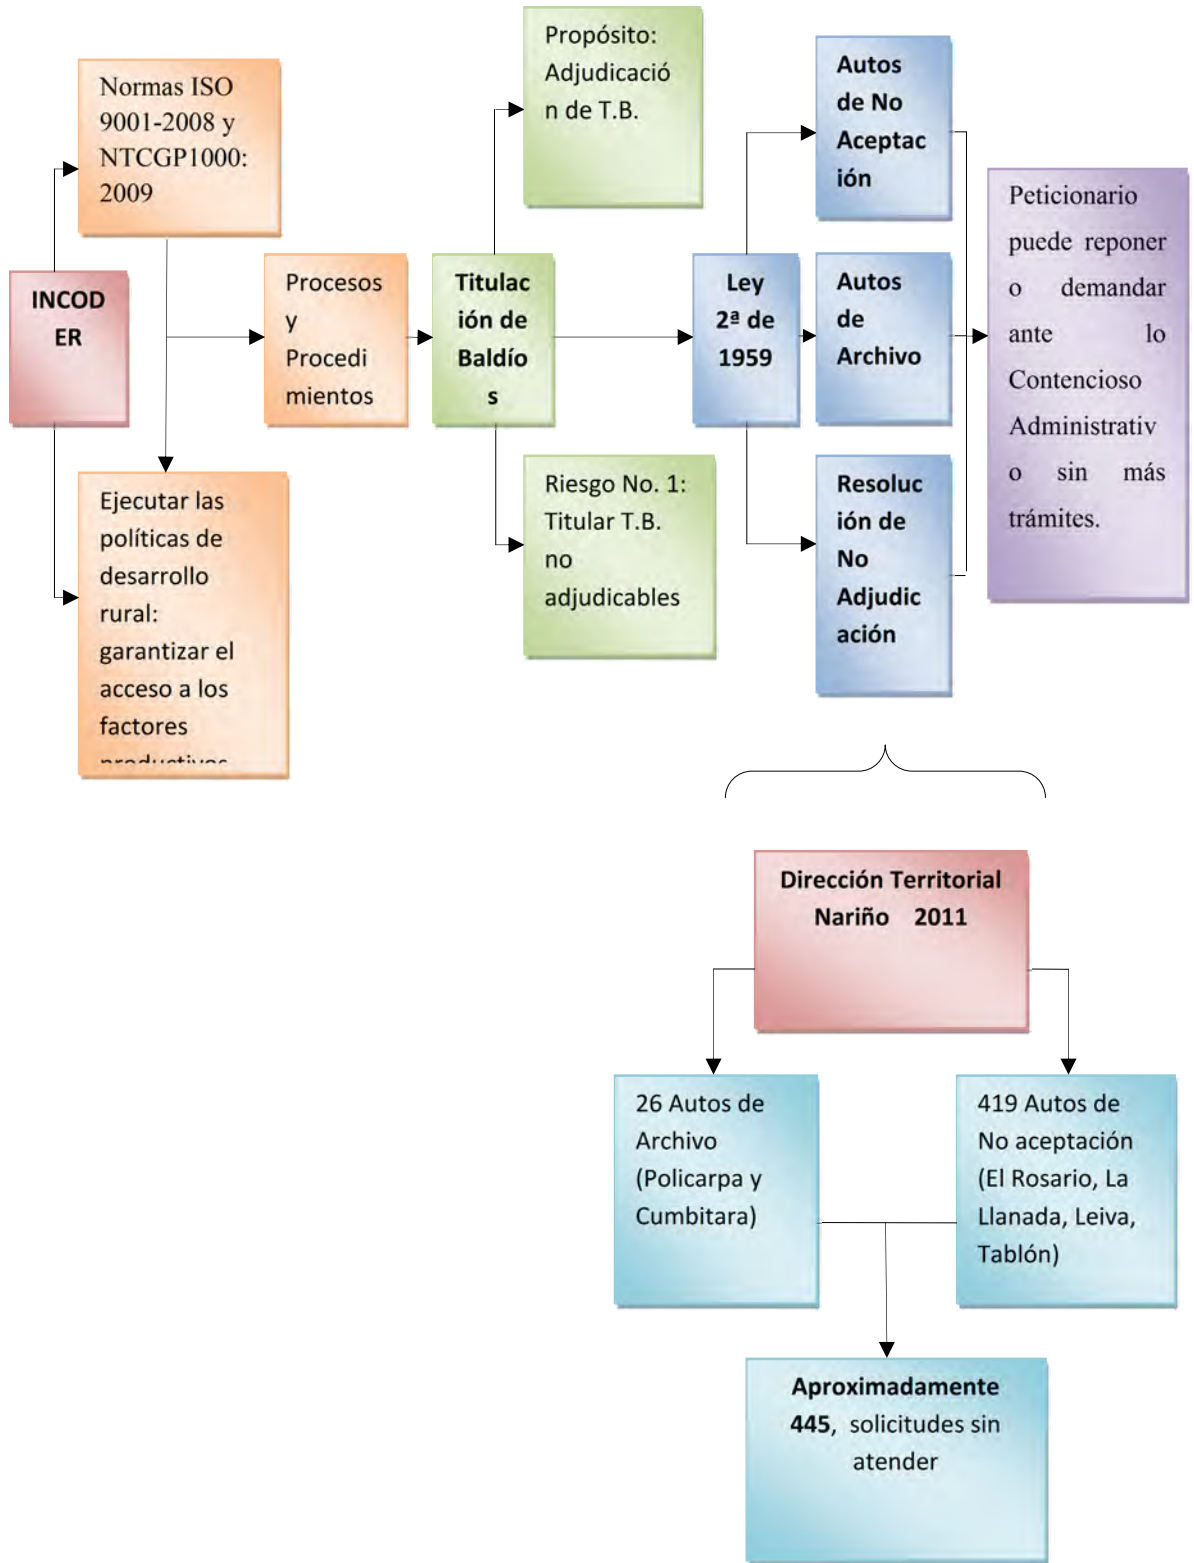 Normas ISO
9001-2008 y
NTCGP1000:
2009
INCOD
ER
Ejecutar las
políticas de
desarrollo
rural:
garantizar el
acceso a los
factores
productivos
Procesos
y
Procedi
mientos
Titulac
ión de
Baldío
s
Propósito:
Adjudicació
n de T.B.
Riesgo No. 1:
Titular T.B.
no
adjudicables
Ley
2ª de
1959
Autos
de No
Aceptac
ión
Autos
de
Archivo
Resoluc
ión de
No
Adjudic
ación
Peticionario
puede reponer
o demandar
ante lo
Contencioso
Administrativ
o sin más
trámites.
Dirección Territorial
Nariño 2011
26 Autos de
Archivo
(Policarpa y
Cumbitara)
419 Autos de
No aceptación
(El Rosario, La
Llanada, Leiva,
Tablón)
Aproximadamente
445, solicitudes sin
atender